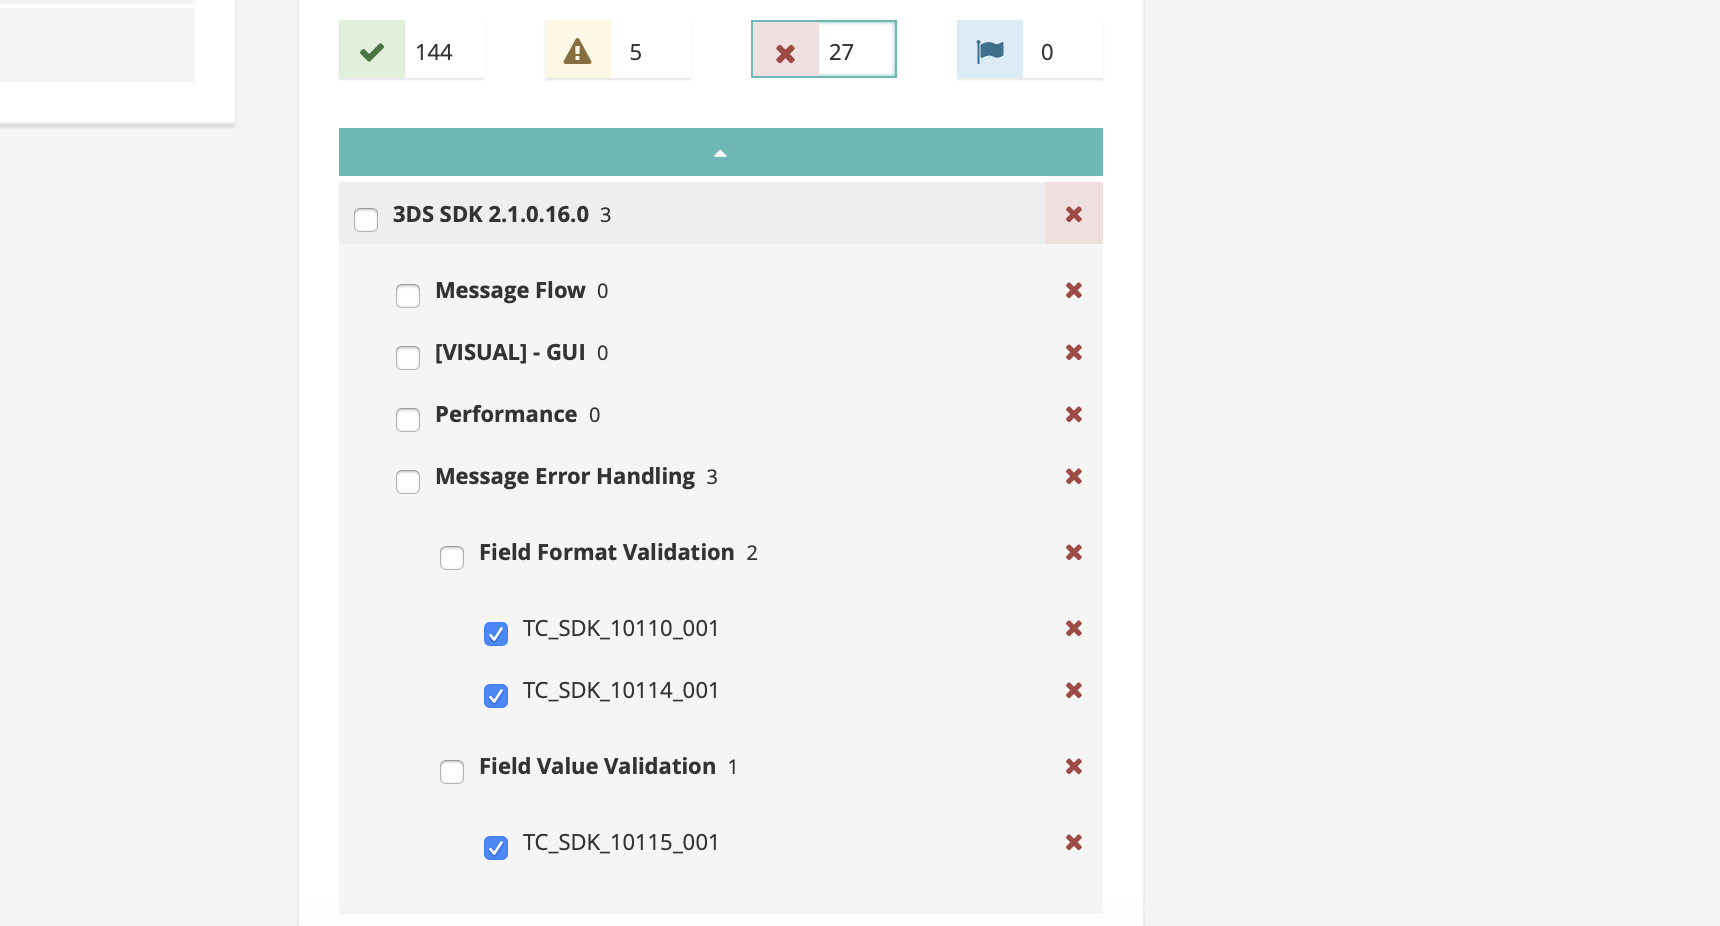 144 5 27 0
3DS SDK 2.1.0.16.0 3
Message Flow 0
[VISUAL] - GUI 0
Performance 0
Message Error Handling 3
Field Format Validation 2
TC_SDK_10110_001
TC_SDK_10114_001
Field Value Validation 1
TC_SDK_10115_001